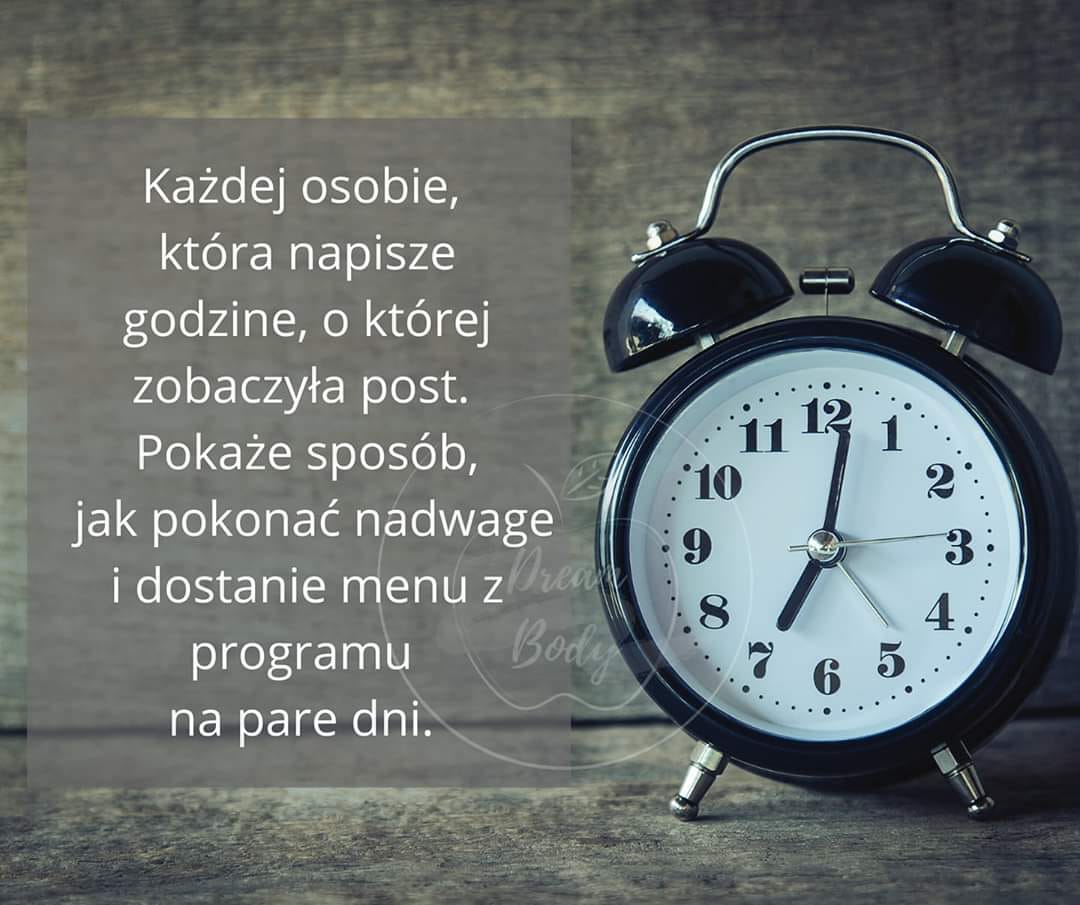 Każdej osobie,
która napisze
godzine, o której
zobaczyła post.
Pokaże sposób,
jak pokonać nadwage
i dostanie menu z
programu
na pare dni.
Dream
Body
12
11
1
10
2
9
3
8
4
7
5
6